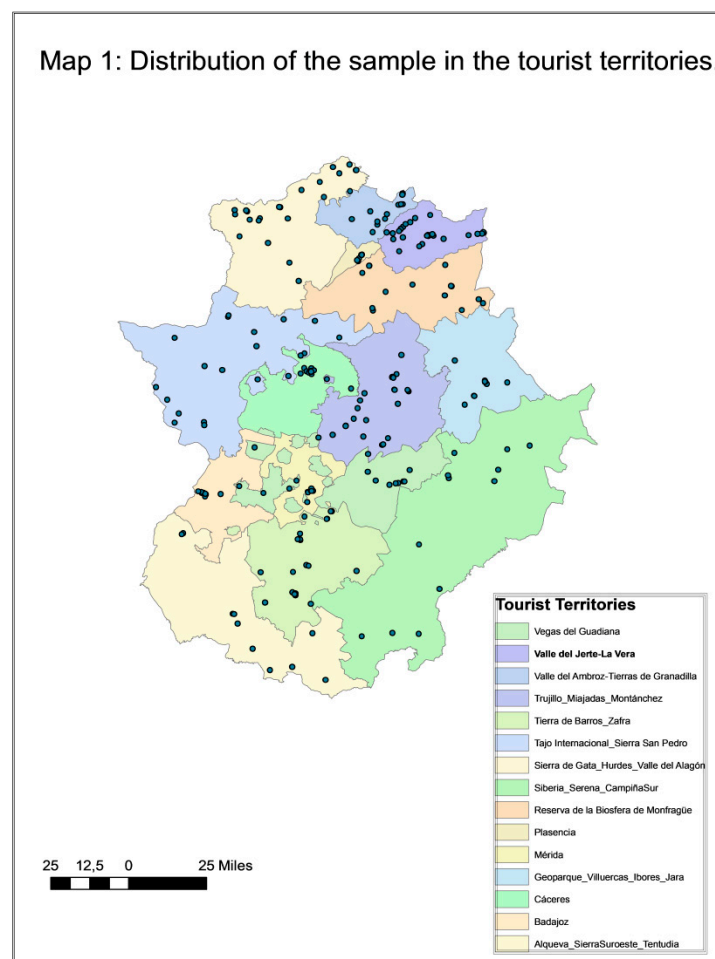 Map 1: Distribution of the sample in the tourist territories.
Tourist Territories
Vegas del Guadiana
Valle del Jerte-La Vera
Valle del Ambroz-Tierras de Granadilla
Trujillo_Miajadas_Montánchez
Tierra de Barros_Zafra
Tajo Internacional_Sierra San Pedro
Sierra de Gata_Hurdes_Valle del Alagón
Siberia_Serena_CampiñaSur
Reserva de la Biosfera de Monfragüe
Plasencia
Mérida
Geoparque_Villuercas_Ibores_Jara
Cáceres
Badajoz
Alqueva_SierraSuroeste_Tentudia
25 12,5 0 25 Miles